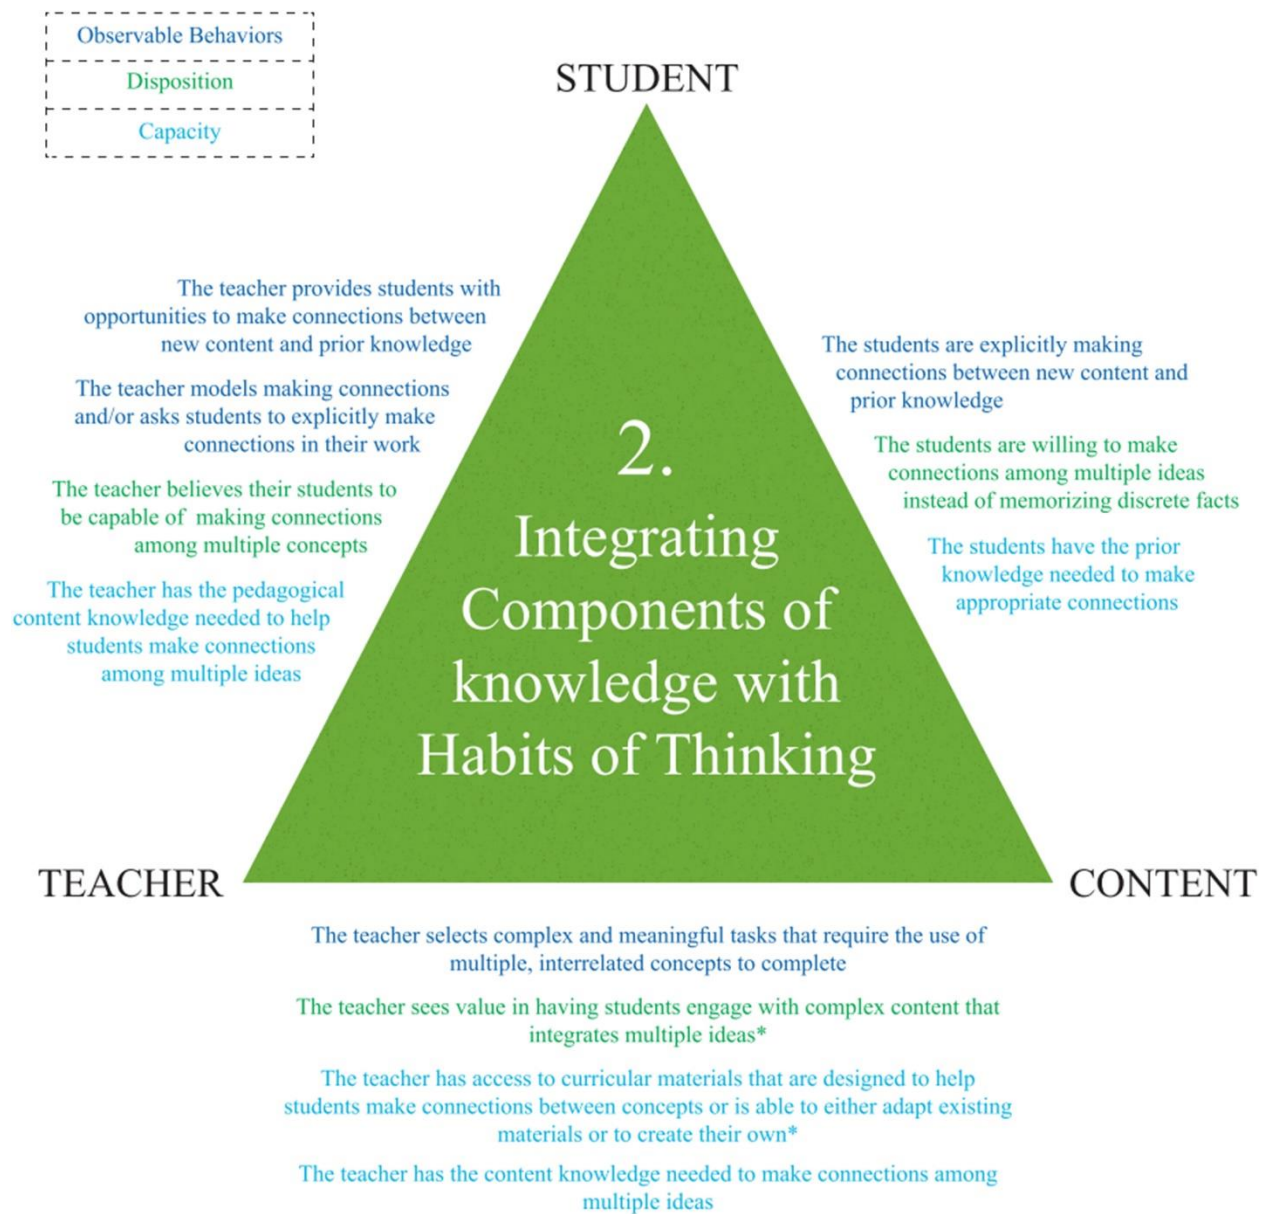 Observable Behaviors
Disposition
Capacity
STUDENT
The teacher provides students with
opportunities to make connections between
new content and prior knowledge
The teacher models making connections
and/or asks students to explicitly make
connections in their work
The teacher believes their students to
be capable of making connections
among multiple concepts
The teacher has the pedagogical
content knowledge needed to help
students make connections
among multiple ideas
2.
Integrating
Components of
knowledge with
Habits of Thinking
The students are explicitly making
connections between new content and
prior knowledge
The students are willing to make
connections among multiple ideas
instead of memorizing discrete facts
The students have the prior
knowledge needed to make
appropriate connections
TEACHER
CONTENT
The teacher selects complex and meaningful tasks that require the use of
multiple, interrelated concepts to complete
The teacher sees value in having students engage with complex content that
integrates multiple ideas*
The teacher has access to curricular materials that are designed to help
students make connections between concepts or is able to either adapt existing
materials or to create their own*
The teacher has the content knowledge needed to make connections among
multiple ideas